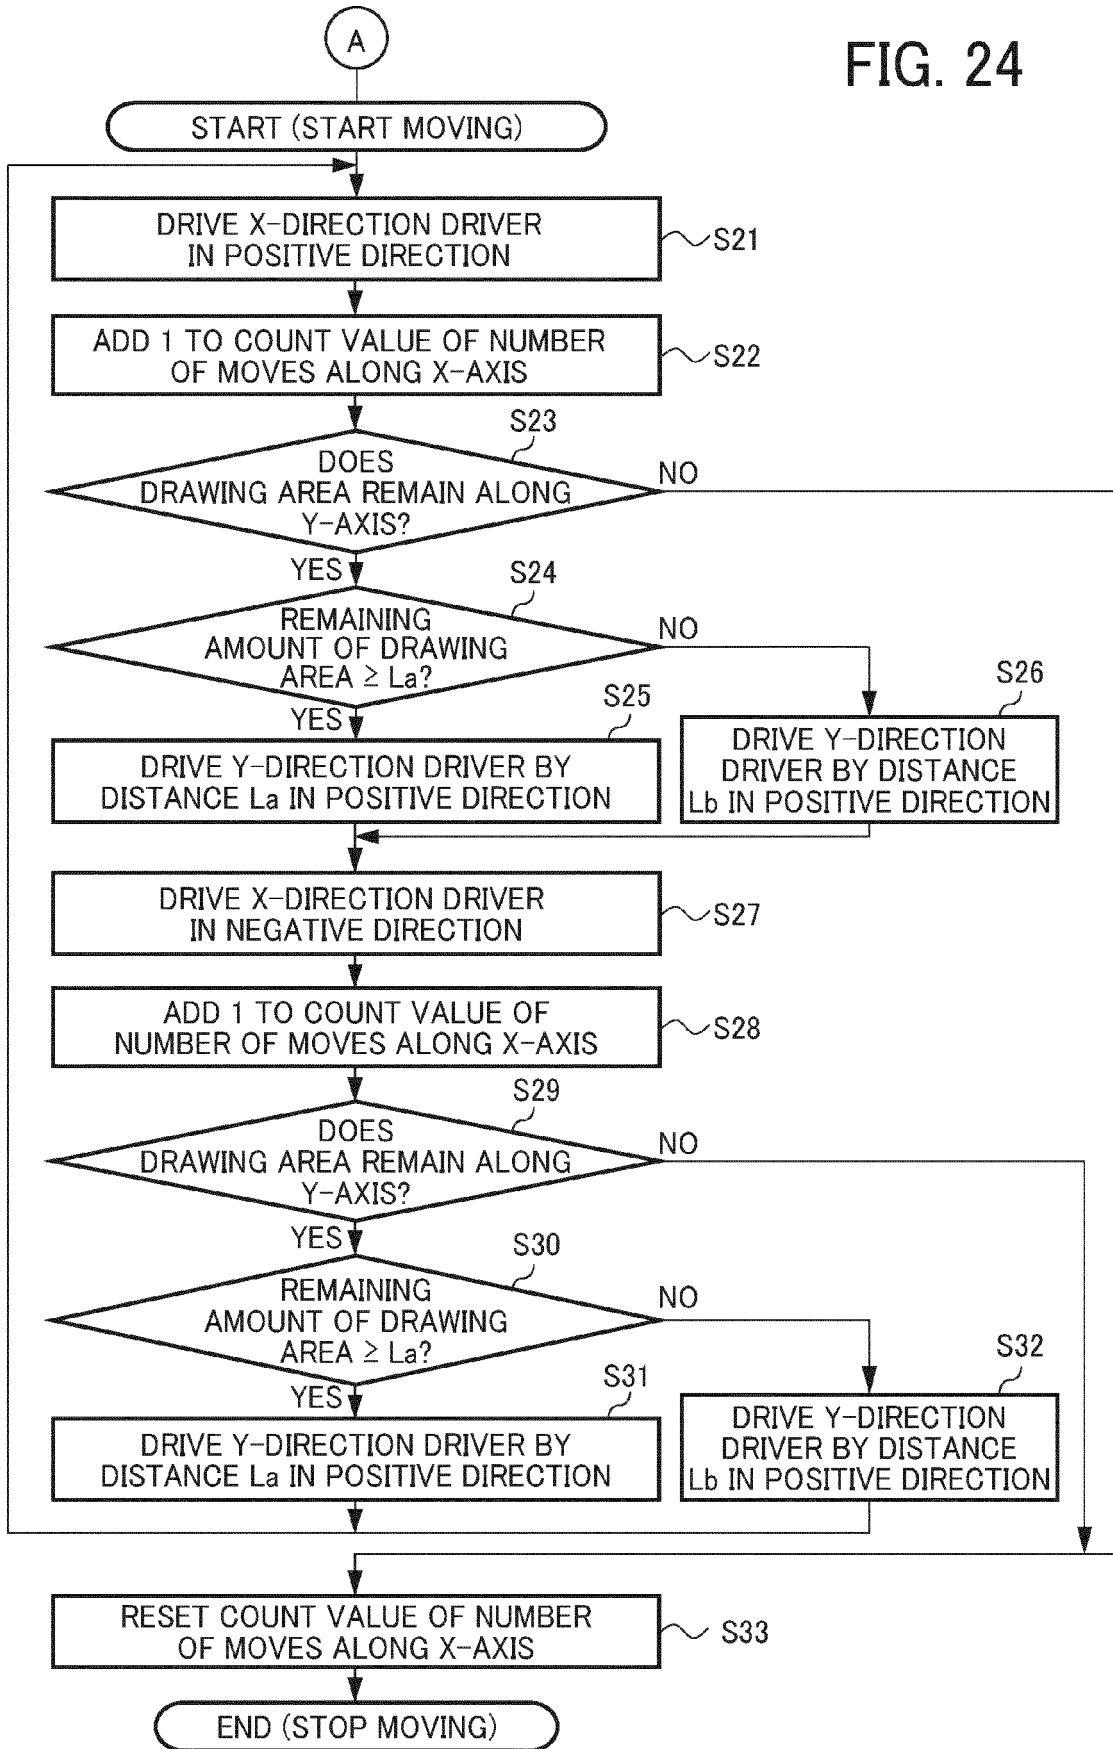 A
FIG. 24
START (START MOVING)
DRIVE X-DIRECTION DRIVER
IN POSITIVE DIRECTION
S21
ADD 1 TO COUNT VALUE OF NUMBER
OF MOVES ALONG X-AXIS
S22
S23
DOES
DRAWING AREA REMAIN ALONG
Y-AXIS?
NO
YES
S24
REMAINING
AMOUNT OF DRAWING
AREA ≥ La?
NO
YES
S25
DRIVE Y-DIRECTION DRIVER BY
DISTANCE La IN POSITIVE DIRECTION
S26
DRIVE Y-DIRECTION
DRIVER BY DISTANCE
Lb IN POSITIVE DIRECTION
DRIVE X-DIRECTION DRIVER
IN NEGATIVE DIRECTION
S27
ADD 1 TO COUNT VALUE OF
NUMBER OF MOVES ALONG X-AXIS
S28
S29
DOES
DRAWING AREA REMAIN ALONG
Y-AXIS?
NO
YES
S30
REMAINING
AMOUNT OF DRAWING
AREA ≥ La?
NO
YES
S31
DRIVE Y-DIRECTION DRIVER BY
DISTANCE La IN POSITIVE DIRECTION
S32
DRIVE Y-DIRECTION
DRIVER BY DISTANCE
Lb IN POSITIVE DIRECTION
RESET COUNT VALUE OF NUMBER
OF MOVES ALONG X-AXIS
S33
END (STOP MOVING)